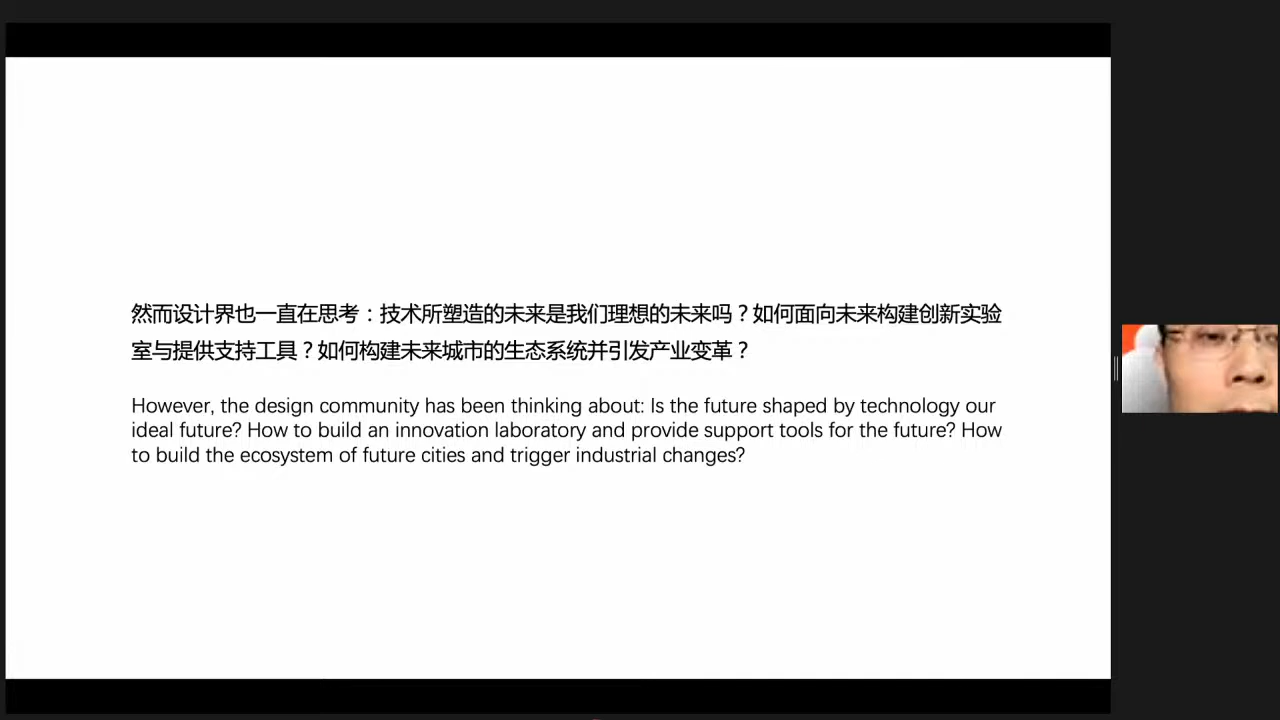 然而设计界也一直在思考：技术所塑造的未来是我们理想的未来吗？如何面向未来构建创新实验
室与提供支持工具？如何构建未来城市的生态系统并引发产业变革？
However, the design community has been thinking about: Is the future shaped by technology our
ideal future? How to build an innovation laboratory and provide support tools for the future? How
to build the ecosystem of future cities and trigger industrial changes?